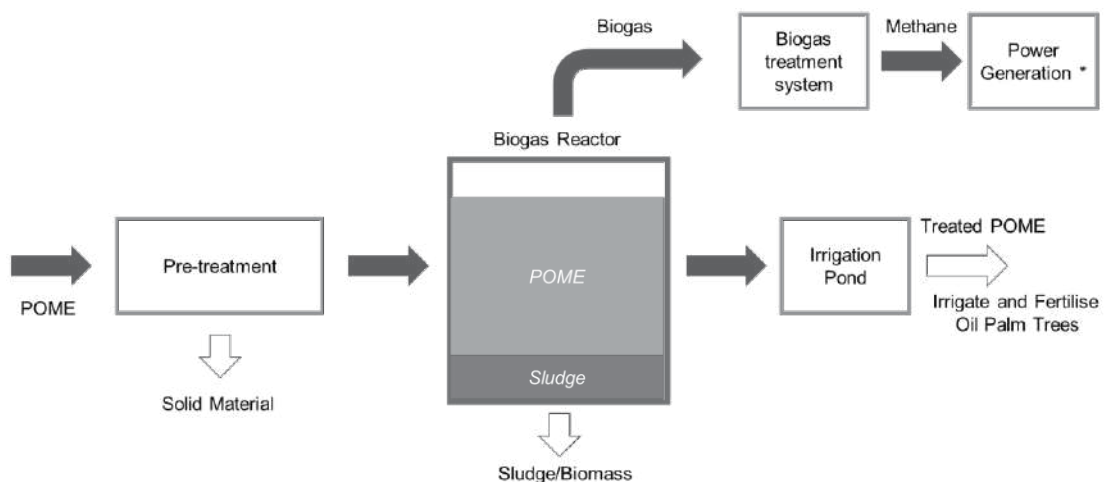 Biogas
Methane
Biogas
treatment
system
Power
Generation *
Biogas Reactor
POME
Pre-treatment
Solid Material
POME
Sludge
Sludge/Biomass
Irrigation
Pond
Treated POME
Irrigate and Fertilise
Oil Palm Trees